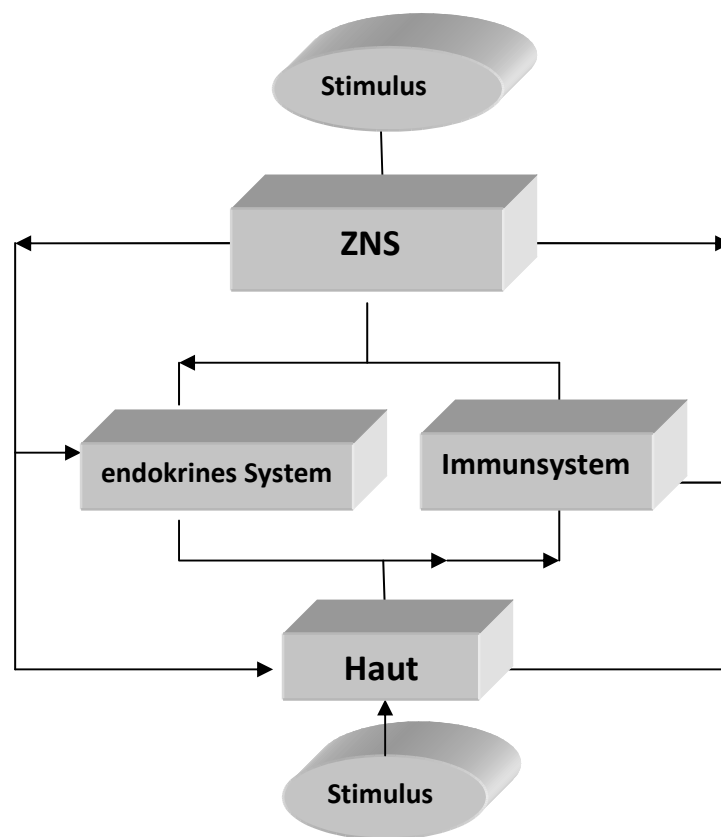 Stimulus
ZNS
endokrines System
Immunsystem
Haut
Stimulus